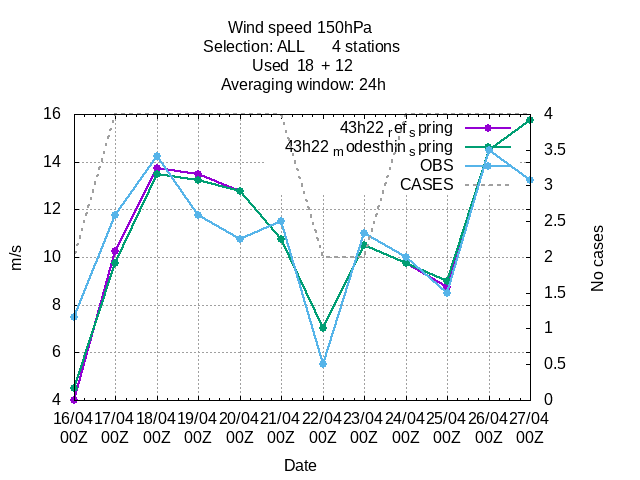 Wind speed 150hPa
Selection: ALL 4 stations
Used 18 + 12
Averaging window: 24h
43h22_ref_spring
43h22_modesthin_spring
OBS
CASES
16 14 12 10 8 6 4
m/s
4 3.5 3 2.5 2 1.5 1 0.5 0
No cases
16/04 17/04 18/04 19/04 20/04 21/04 22/04 23/04 24/04 25/04 26/04 27/04
00Z 00Z 00Z 00Z 00Z 00Z 00Z 00Z 00Z 00Z 00Z 00Z
Date